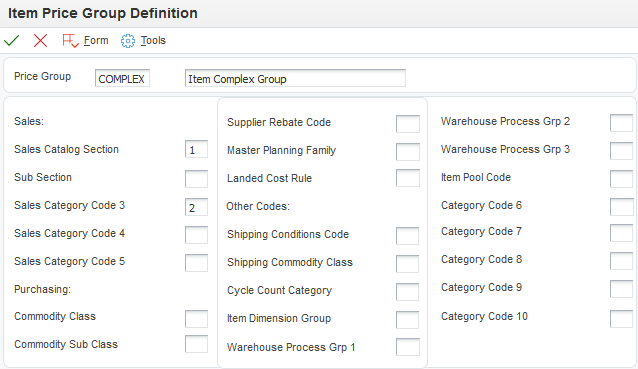 Item Price Group Definition
Form Tools
Price Group COMPLEX Item Complex Group
Sales:
Sales Catalog Section 1
Sub Section
Sales Category Code 3 2
Sales Category Code 4
Sales Category Code 5
Purchasing:
Commodity Class
Commodity Sub Class
Supplier Rebate Code
Master Planning Family
Landed Cost Rule
Other Codes:
Shipping Conditions Code
Shipping Commodity Class
Cycle Count Category
Item Dimension Group
Warehouse Process Grp 1
Warehouse Process Grp 2
Warehouse Process Grp 3
Item Pool Code
Category Code 6
Category Code 7
Category Code 8
Category Code 9
Category Code 10